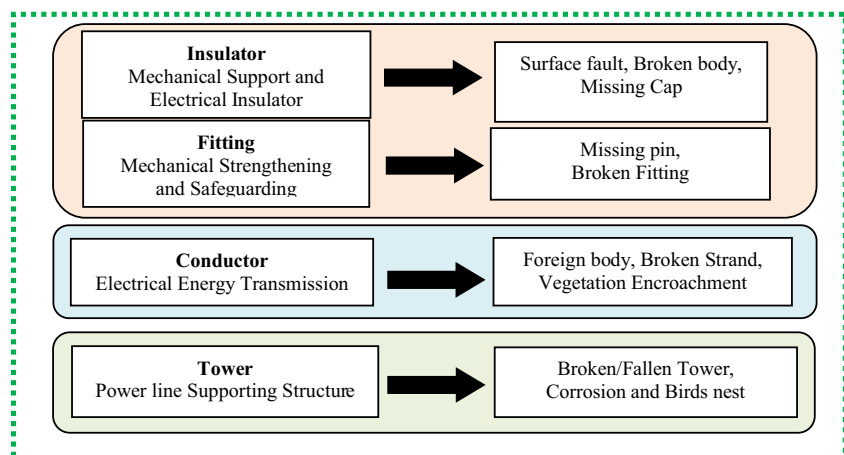 Insulator
Mechanical Support and
Electrical Insulator
Surface fault, Broken body,
Missing Cap
Fitting
Mechanical Strengthening
and Safeguarding
Missing pin,
Broken Fitting
Conductor
Electrical Energy Transmission
Foreign body, Broken Strand,
Vegetation Encroachment
Tower
Power line Supporting Structure
Broken/Fallen Tower,
Corrosion and Birds nest